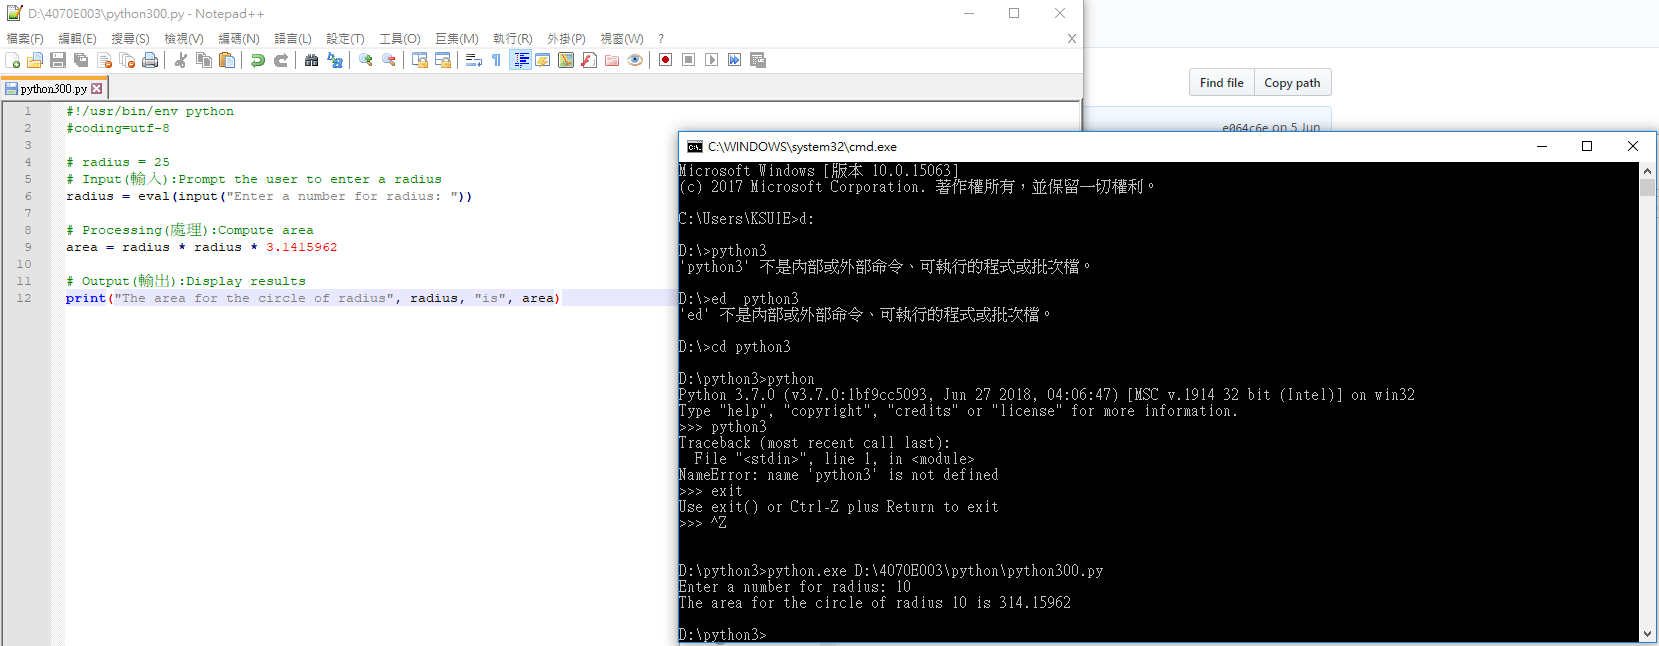 D:\4070E003\python300.py - Notepad++
檔案(F) 編輯(E) 搜尋(S) 檢視(V) 編碼(N) 語言(L) 設定(T) 工具(O) 巨集(M) 執行(R) 外掛(P) 視窗(W) ? X
python300.py
1 #!/usr/bin/env python
2 #coding=utf-8
3
4 # radius = 25
5 # Input(輸入):Prompt the user to enter a radius
6 radius = eval(input("Enter a number for radius: "))
7
8 # Processing(處理):Compute area
9 area = radius * radius * 3.1415962
10
11 # Output(輸出):Display results
12 print("The area for the circle of radius", radius, "is", area)
Find file Copy path
e064c6e on 5 Jun
C:\WINDOWS\system32\cmd.exe
Microsoft Windows [版本 10.0.15063]
(c) 2017 Microsoft Corporation. 著作權所有，並保留一切權利。
C:\Users\KSUIE>d:
D:\>python3
'python3' 不是內部或外部命令、可執行的程式或批次檔。
D:\>ed  python3
'ed' 不是內部或外部命令、可執行的程式或批次檔。
D:\>cd python3
D:\python3>python
Python 3.7.0 (v3.7.0:1bf9cc5093, Jun 27 2018, 04:06:47) [MSC v.1914 32 bit (Intel)] on win32
Type "help", "copyright", "credits" or "license" for more information.
>>> python3
Traceback (most recent call last):
  File "<stdin>", line 1, in <module>
NameError: name 'python3' is not defined
>>> exit
Use exit() or Ctrl-Z plus Return to exit
>>> ^Z
D:\python3>python.exe D:\4070E003\python\python300.py
Enter a number for radius: 10
The area for the circle of radius 10 is 314.15962
D:\python3>